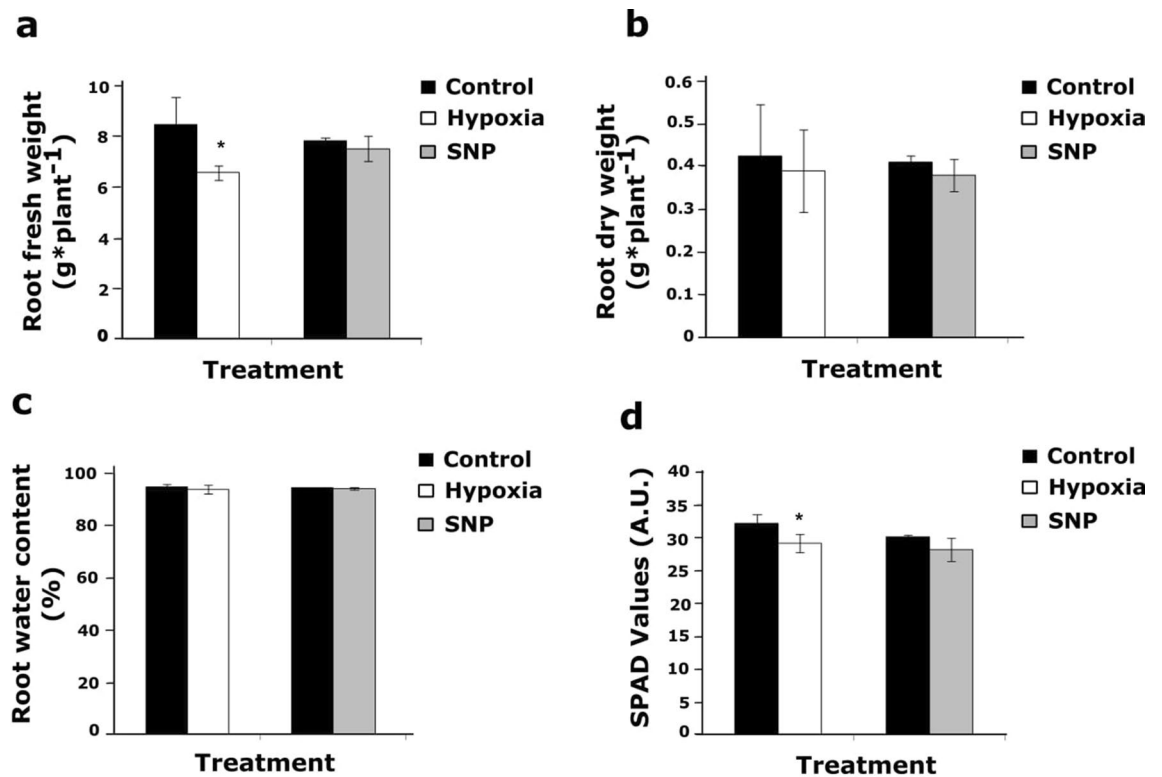 a
Root fresh weight
(g*plant⁻¹)
10
8
6
4
2
0
*
Control
Hypoxia
SNP
Treatment
b
Root dry weight
(g*plant⁻¹)
0.6
0.5
0.4
0.3
0.2
0.1
0
Control
Hypoxia
SNP
Treatment
c
Root water content
(%)
100
80
60
40
20
0
Control
Hypoxia
SNP
Treatment
d
SPAD Values (A.U.)
40
35
30
25
20
15
10
5
0
*
Control
Hypoxia
SNP
Treatment